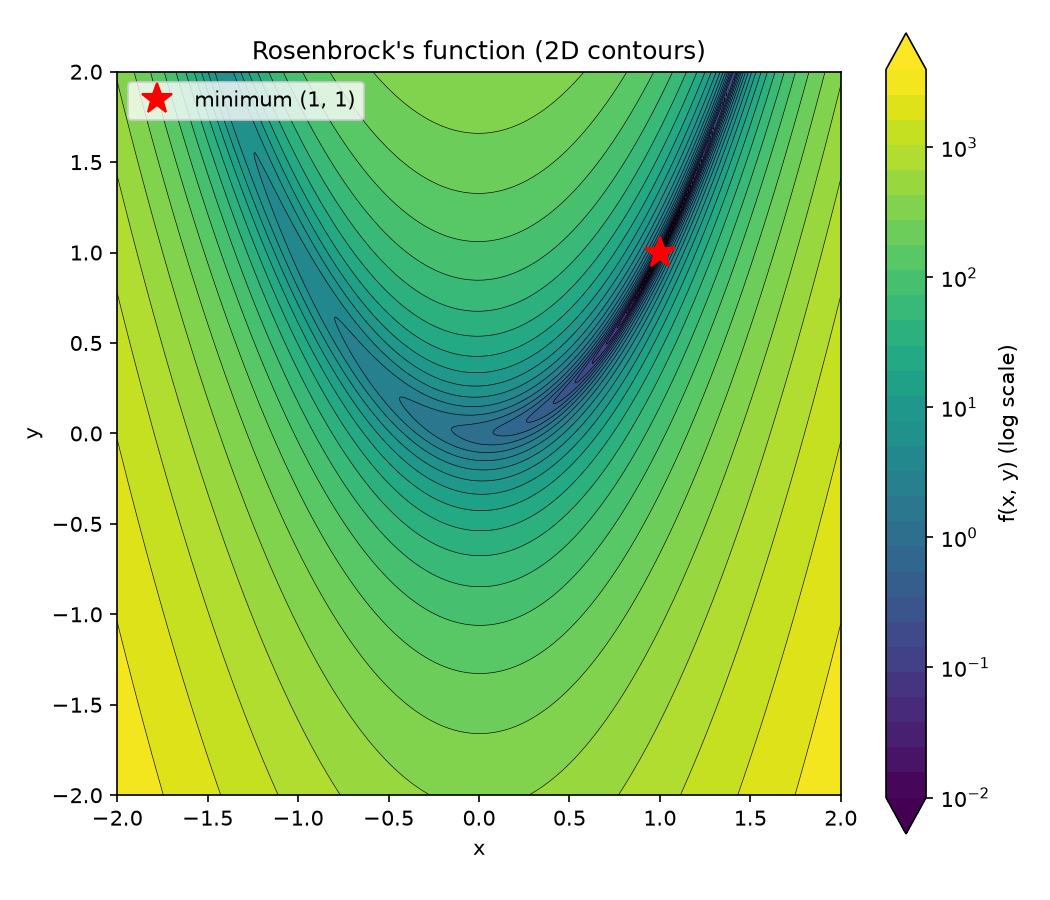 Rosenbrock's function (2D contours)
minimum (1, 1)
2.0
1.5
1.0
0.5
0.0
−0.5
−1.0
−1.5
−2.0
y
−2.0 −1.5 −1.0 −0.5 0.0 0.5 1.0 1.5 2.0
x
10³
10²
10¹
10⁰
10⁻¹
10⁻²
f(x, y) (log scale)